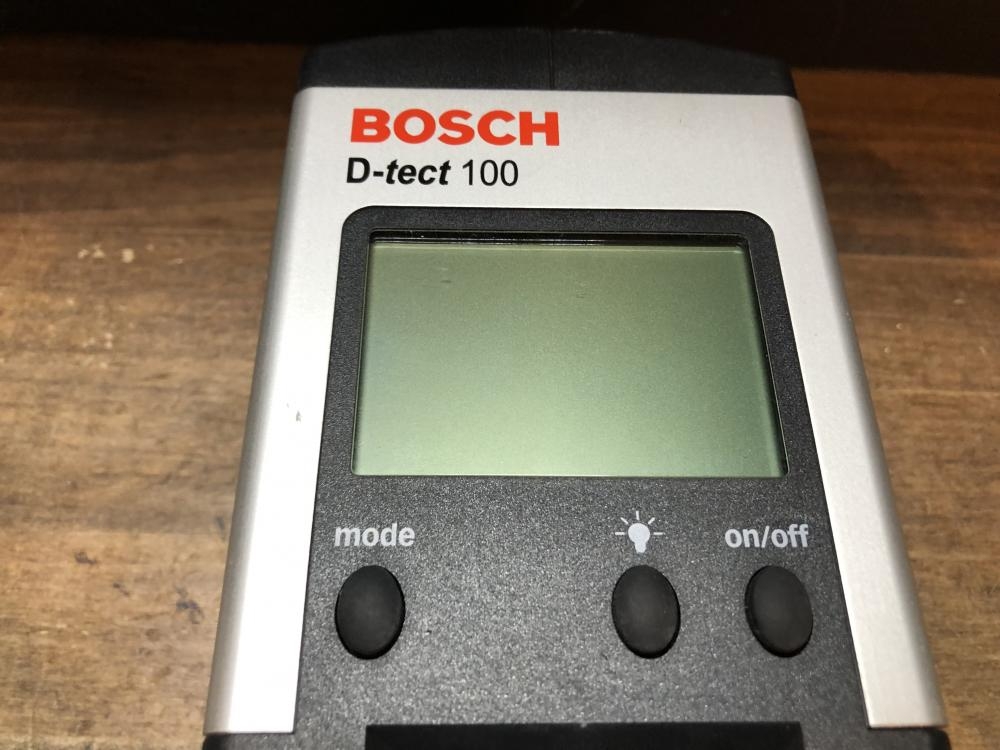 BOSCH
D-tect 100
mode
on/off